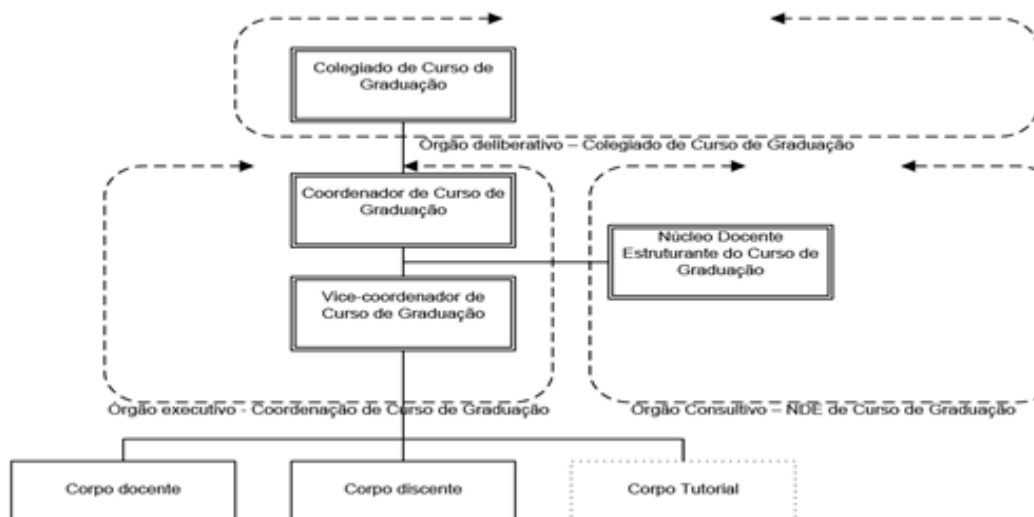 Colegiado de Curso de
Graduação
Órgão deliberativo – Colegiado de Curso de Graduação
Coordenador de Curso de
Graduação
Núcleo Docente
Estruturante do Curso de
Graduação
Vice-coordenador de
Curso de Graduação
Órgão executivo - Coordenação de Curso de Graduação
Órgão Consultivo – NDE de Curso de Graduação
Corpo docente
Corpo discente
Corpo Tutorial